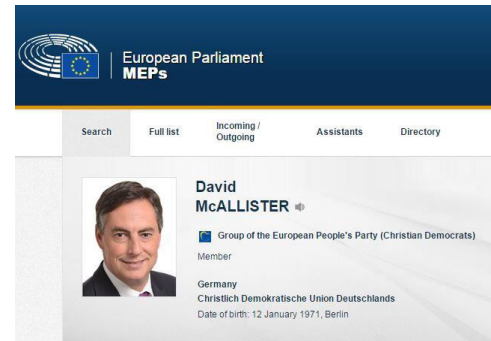 European Parliament
MEPs
Search
Full list
Incoming /
Outgoing
Assistants
Directory
David
McALLISTER
Group of the European People's Party (Christian Democrats)
Member
Germany
Christlich Demokratische Union Deutschlands
Date of birth: 12 January 1971, Berlin